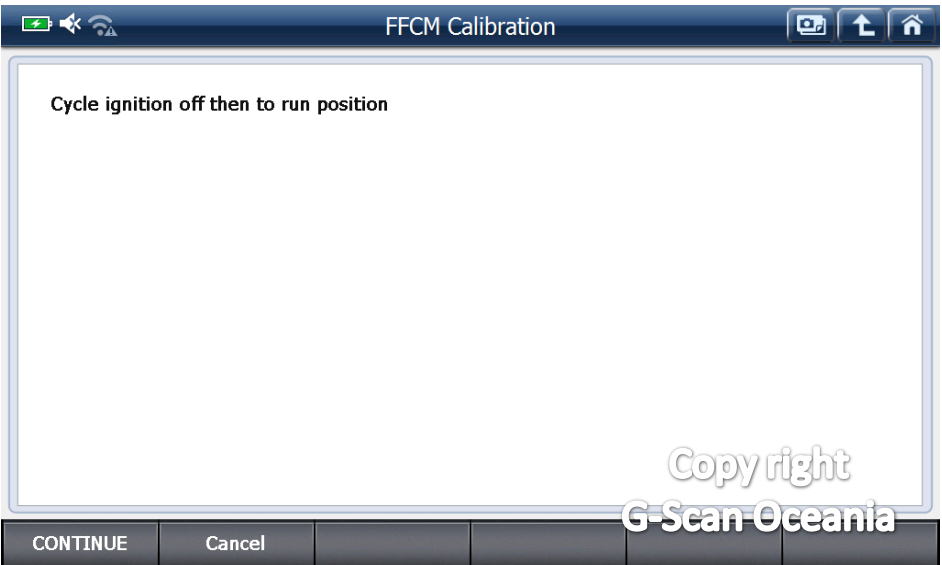 FFCM Calibration
Cycle ignition off then to run position
Copy right
G-Scan Oceania
CONTINUE
Cancel